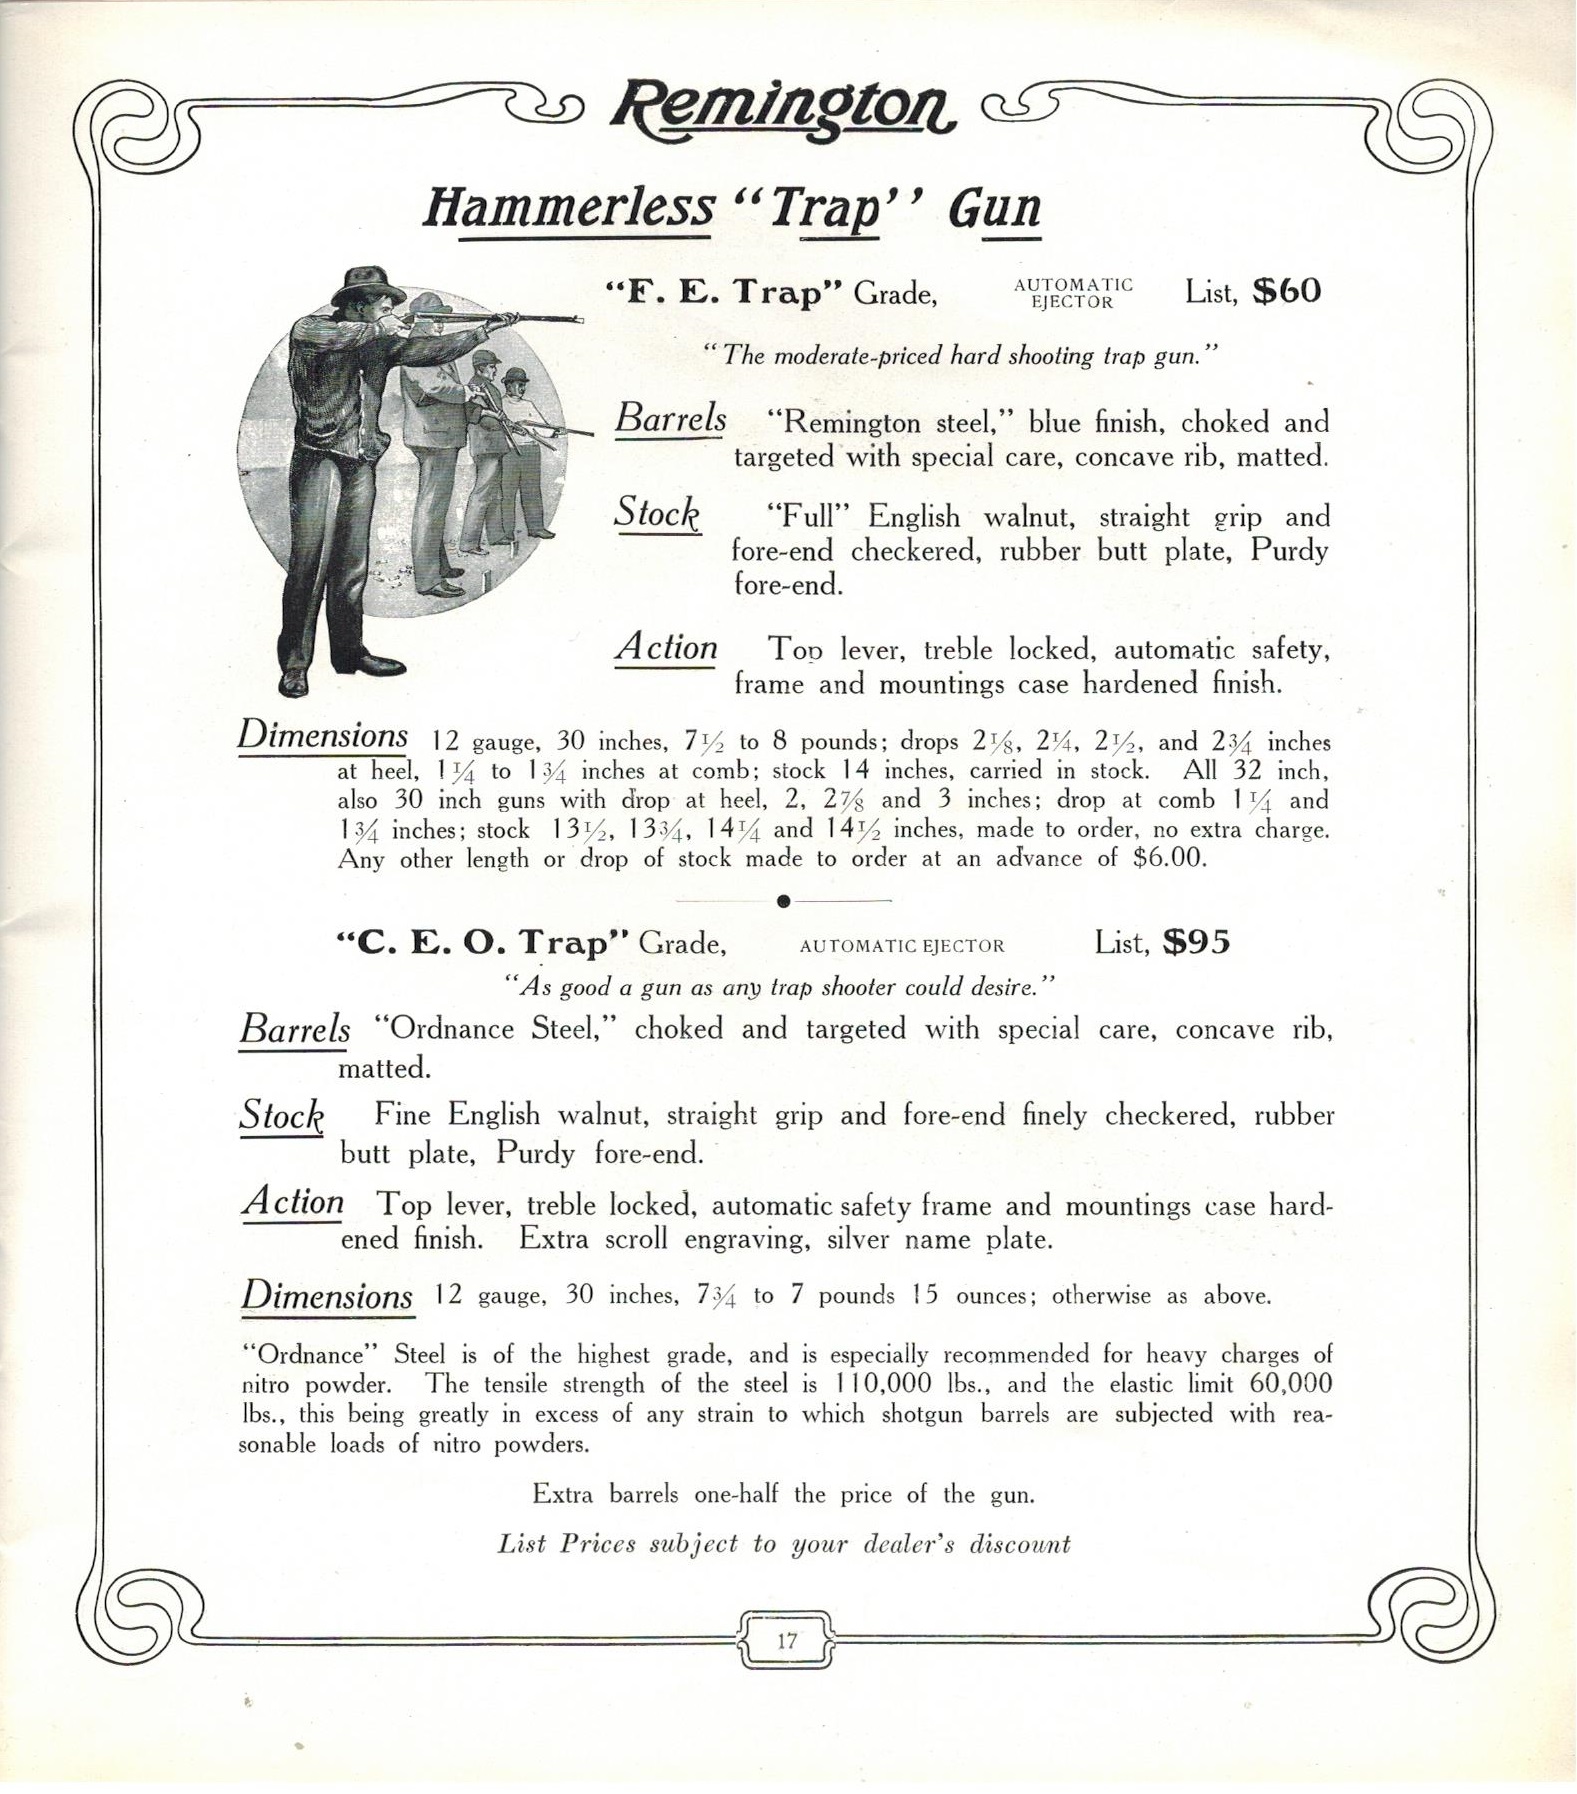 Remington
Hammerless "Trap" Gun
"F. E. Trap" Grade, AUTOMATIC EJECTOR List, $60
"The moderate-priced hard shooting trap gun."
Barrels "Remington steel," blue finish, choked and
targeted with special care, concave rib, matted.
Stock "Full" English walnut, straight grip and
fore-end checkered, rubber butt plate, Purdy
fore-end.
Action Top lever, treble locked, automatic safety,
frame and mountings case hardened finish.
Dimensions 12 gauge, 30 inches, 7½ to 8 pounds; drops 2⅛, 2¼, 2½, and 2¾ inches
at heel, 1¼ to 1¾ inches at comb; stock 14 inches, carried in stock. All 32 inch,
also 30 inch guns with drop at heel, 2, 2⅞ and 3 inches; drop at comb 1¼ and
1¾ inches; stock 13½, 13¾, 14¼ and 14½ inches, made to order, no extra charge.
Any other length or drop of stock made to order at an advance of $6.00.
"C. E. O. Trap" Grade, AUTOMATIC EJECTOR List, $95
"As good a gun as any trap shooter could desire."
Barrels "Ordnance Steel," choked and targeted with special care, concave rib,
matted.
Stock Fine English walnut, straight grip and fore-end finely checkered, rubber
butt plate, Purdy fore-end.
Action Top lever, treble locked, automatic safety frame and mountings case hard-
ened finish. Extra scroll engraving, silver name plate.
Dimensions 12 gauge, 30 inches, 7¾ to 7 pounds 15 ounces; otherwise as above.
"Ordnance" Steel is of the highest grade, and is especially recommended for heavy charges of
nitro powder. The tensile strength of the steel is 110,000 lbs., and the elastic limit 60,000
lbs., this being greatly in excess of any strain to which shotgun barrels are subjected with rea-
sonable loads of nitro powders.
Extra barrels one-half the price of the gun.
List Prices subject to your dealer's discount
17